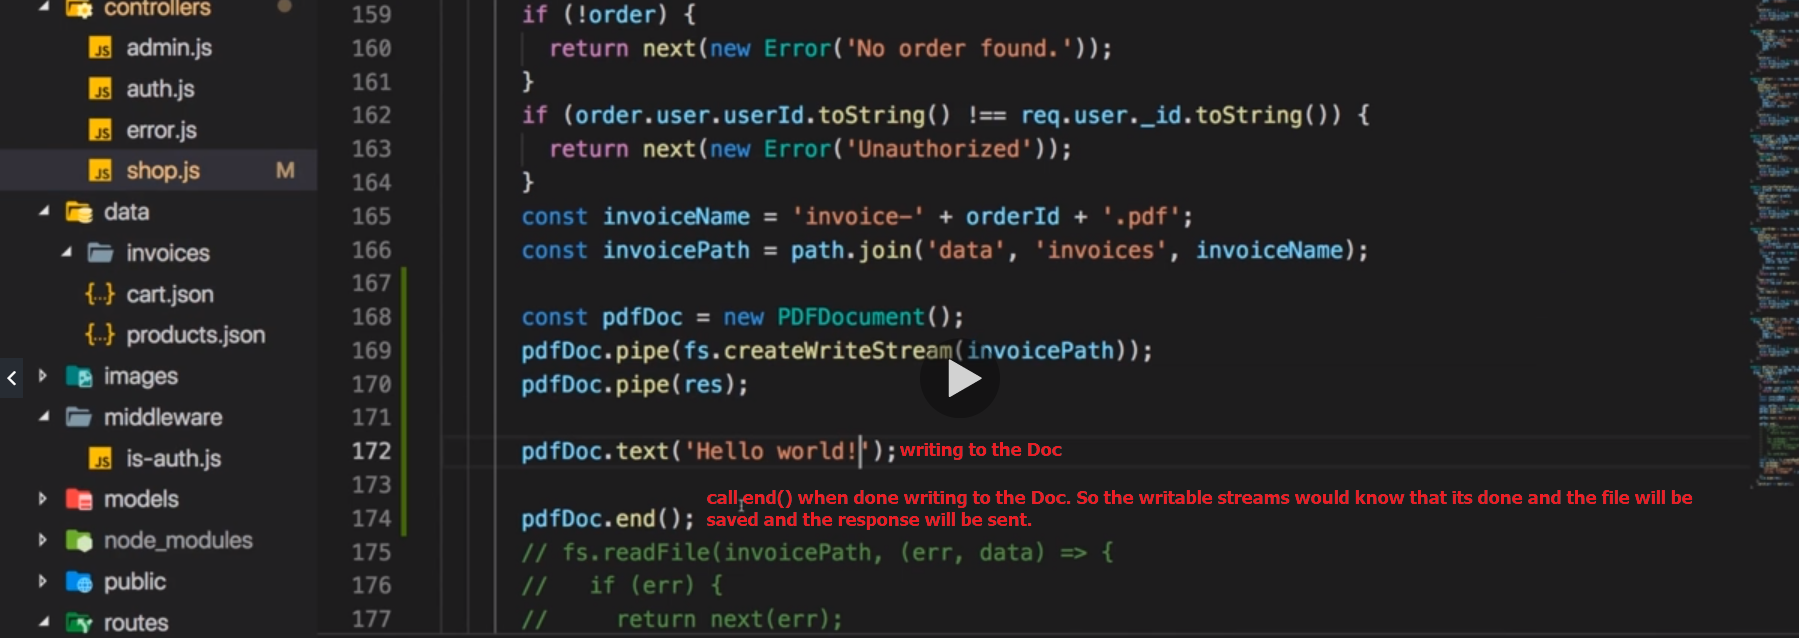 controllers
admin.js
auth.js
error.js
shop.js M
data
invoices
cart.json
products.json
images
middleware
is-auth.js
models
node_modules
public
routes
159 if (!order) {
160 return next(new Error('No order found.'));
161 }
162 if (order.user.userId.toString() !== req.user._id.toString()) {
163 return next(new Error('Unauthorized'));
164 }
165 const invoiceName = 'invoice-' + orderId + '.pdf';
166 const invoicePath = path.join('data', 'invoices', invoiceName);
167
168 const pdfDoc = new PDFDocument();
169 pdfDoc.pipe(fs.createWriteStream(invoicePath));
170 pdfDoc.pipe(res);
171
172 pdfDoc.text('Hello world!'); writing to the Doc
173
call end() when done writing to the Doc. So the writable streams would know that its done and the file will be
174 pdfDoc.end(); saved and the response will be sent.
175 // fs.readFile(invoicePath, (err, data) => {
176 // if (err) {
177 // return next(err);